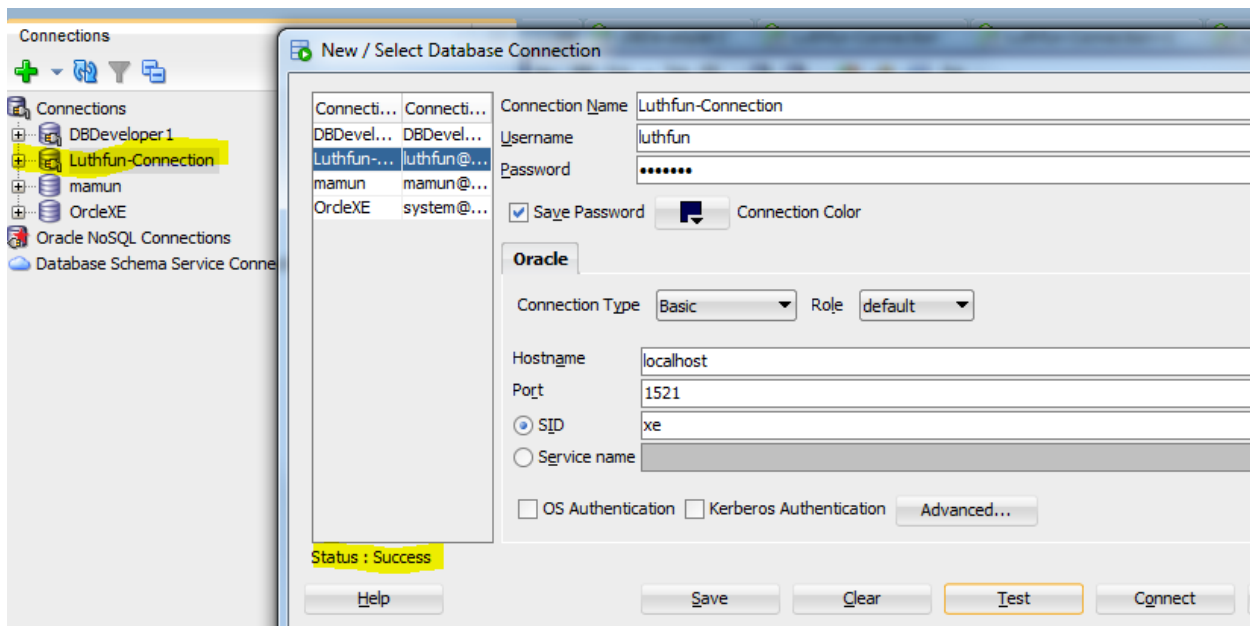 Connections
Connections
DBDeveloper1
Luthfun-Connection
mamun
OrcleXE
Oracle NoSQL Connections
Database Schema Service Conne
New / Select Database Connection
Connecti... Connecti...
DBDevel... DBDevel...
Luthfun-... luthfun@...
mamun mamun@...
OrcleXE system@...
Connection Name Luthfun-Connection
Username luthfun
Password •••••••
Save Password Connection Color
Oracle
Connection Type Basic Role default
Hostname localhost
Port 1521
SID xe
Service name
OS Authentication Kerberos Authentication Advanced...
Status : Success
Help Save Clear Test Connect